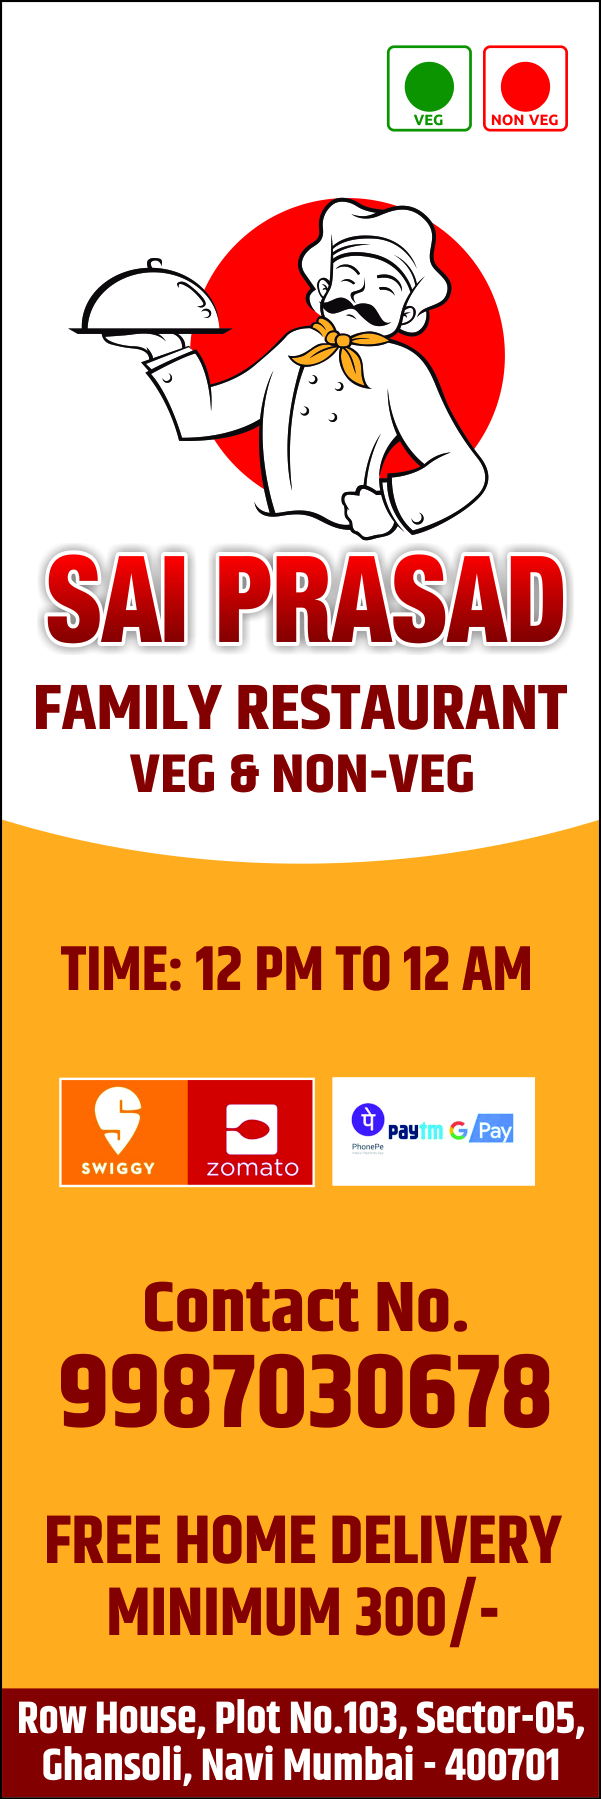 VEG
NON VEG
SAI PRASAD
FAMILY RESTAURANT
VEG & NON-VEG
TIME: 12 PM TO 12 AM
SWIGGY
zomato
पे
PhonePe
paytm
G Pay
Contact No.
9987030678
FREE HOME DELIVERY
MINIMUM 300/-
Row House, Plot No.103, Sector-05,
Ghansoli, Navi Mumbai - 400701